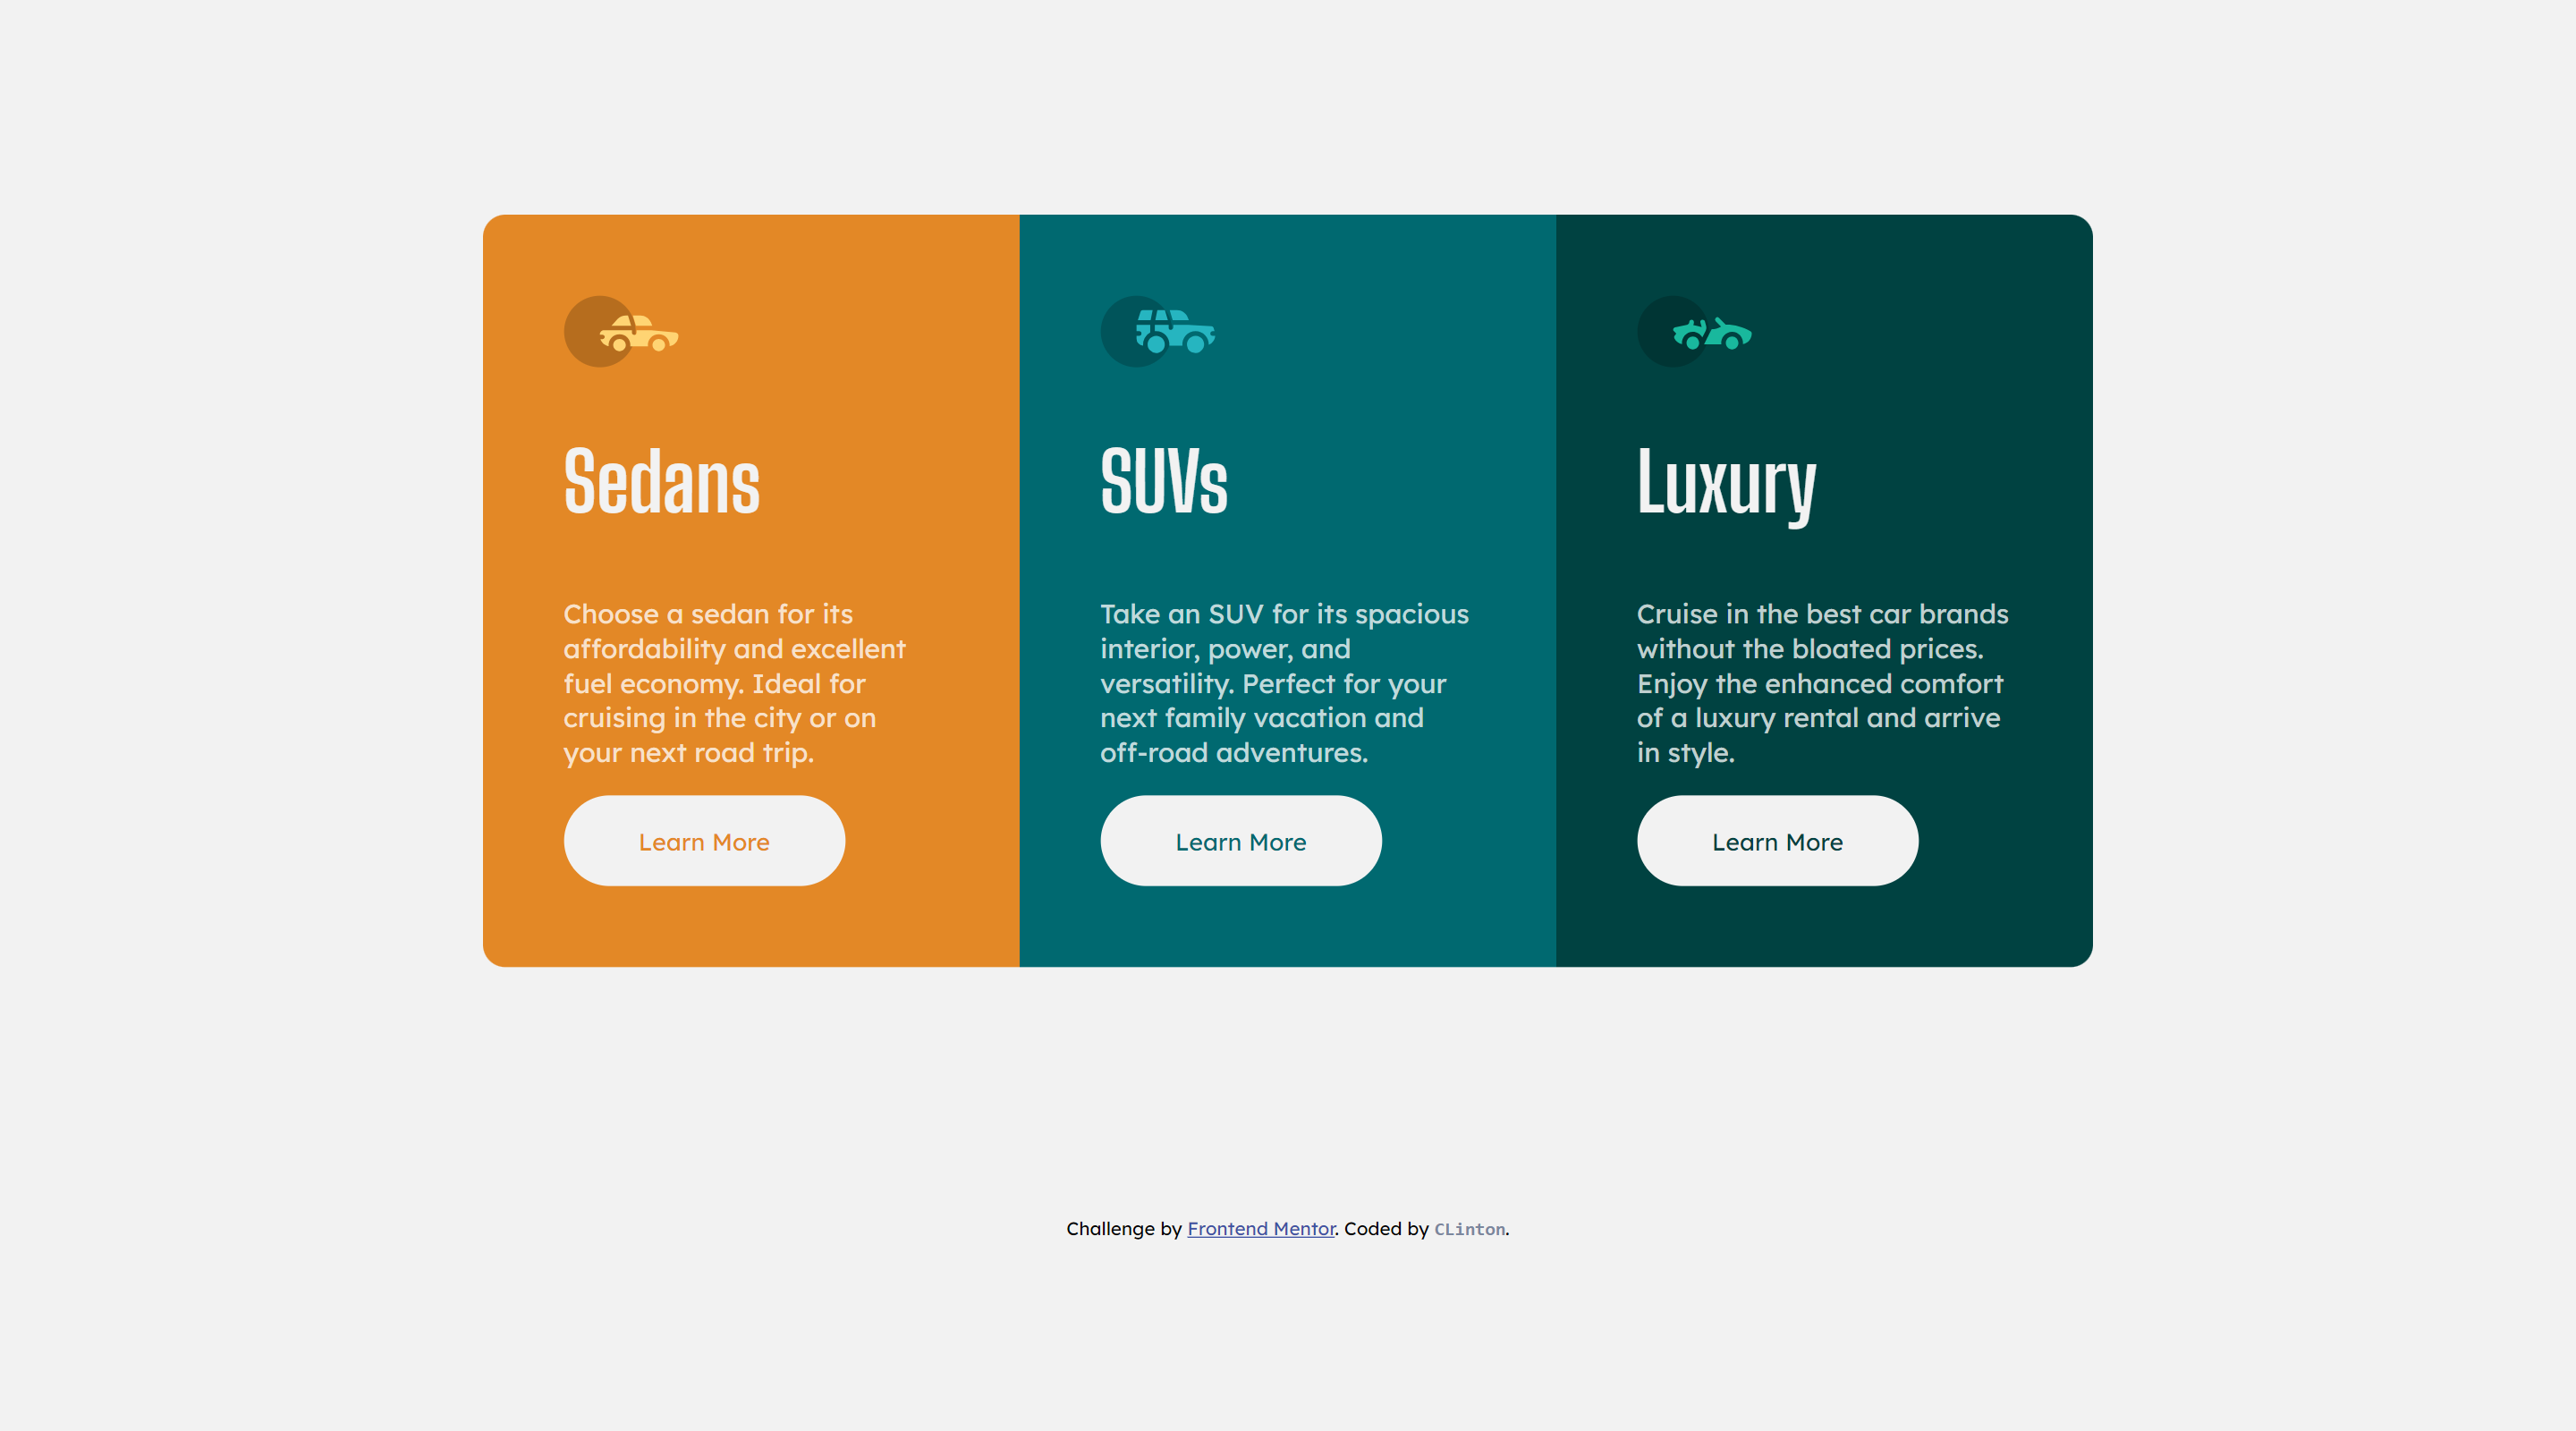 Sedans
Choose a sedan for its
affordability and excellent
fuel economy. Ideal for
cruising in the city or on
your next road trip.
Learn More
SUVs
Take an SUV for its spacious
interior, power, and
versatility. Perfect for your
next family vacation and
off-road adventures.
Learn More
Luxury
Cruise in the best car brands
without the bloated prices.
Enjoy the enhanced comfort
of a luxury rental and arrive
in style.
Learn More
Challenge by Frontend Mentor. Coded by CLinton.